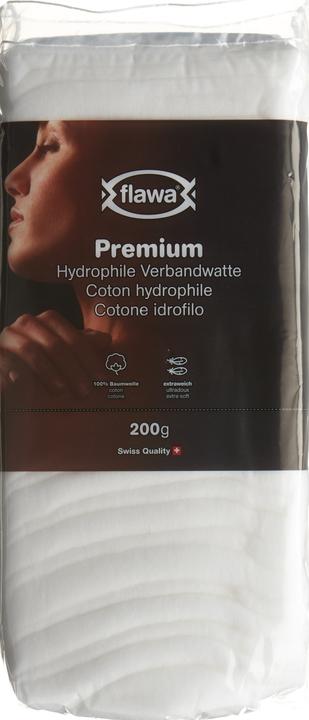 flawa®
Premium
Hydrophile Verbandwatte
Coton hydrophile
Cotone idrofilo
100% Baumwolle
coton
cotone
extraweich
ultradoux
extra soft
200g
Swiss Quality